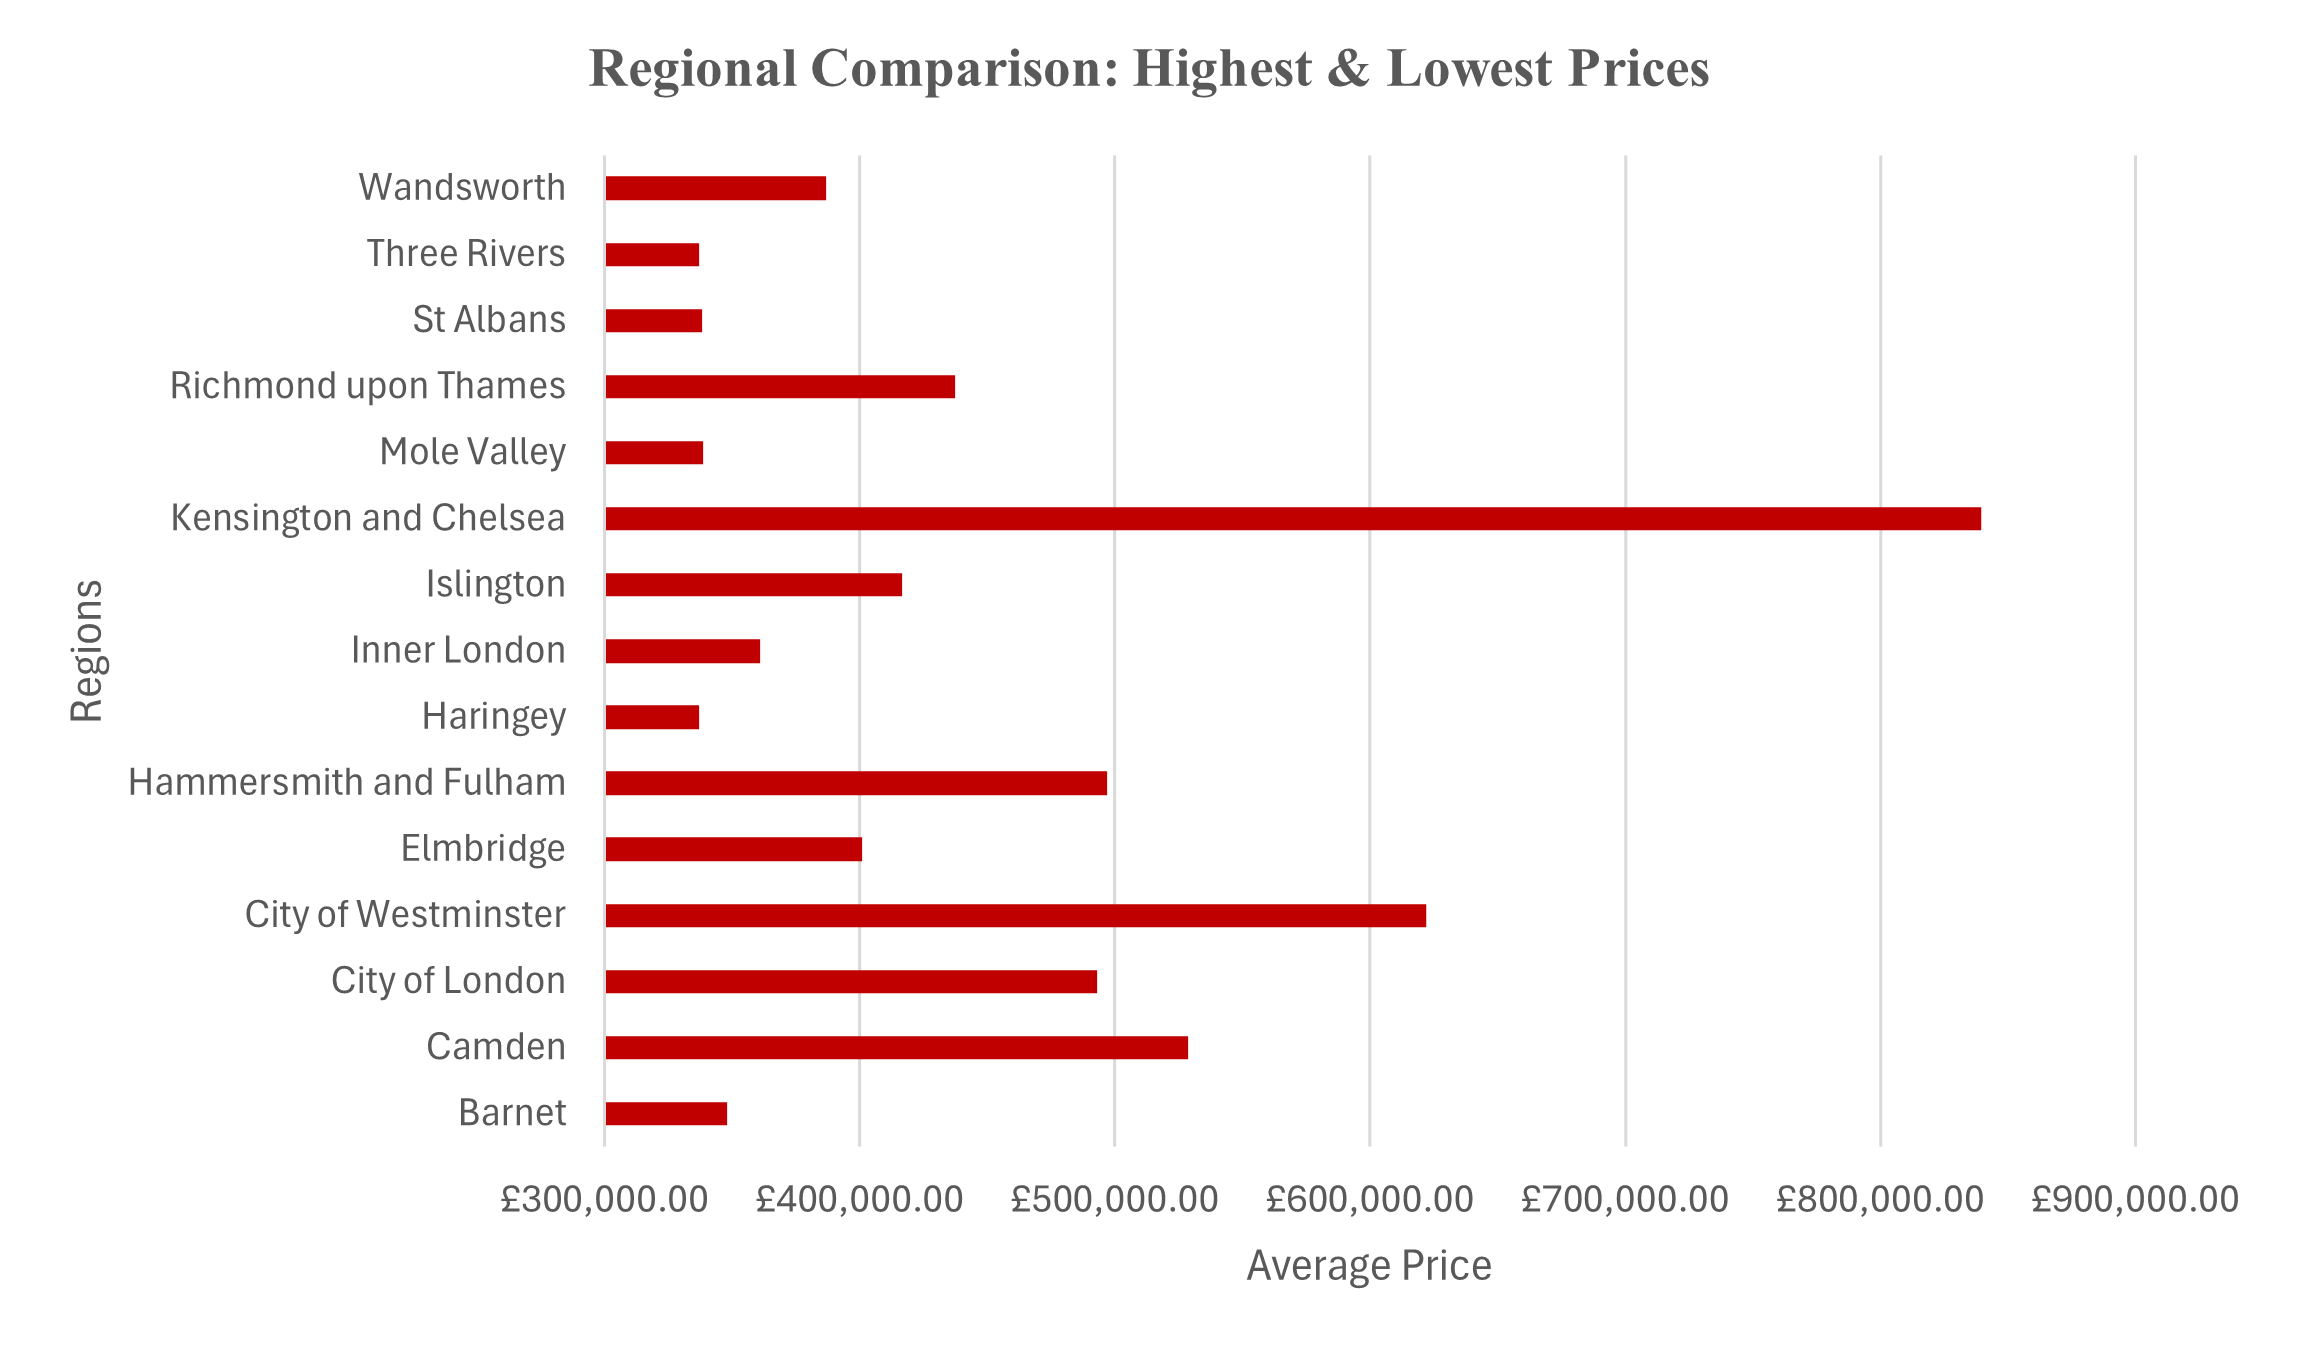 Regional Comparison: Highest & Lowest Prices
Wandsworth
Three Rivers
St Albans
Richmond upon Thames
Mole Valley
Kensington and Chelsea
Islington
Inner London
Haringey
Hammersmith and Fulham
Elmbridge
City of Westminster
City of London
Camden
Barnet
Regions
£300,000.00 £400,000.00 £500,000.00 £600,000.00 £700,000.00 £800,000.00 £900,000.00
Average Price